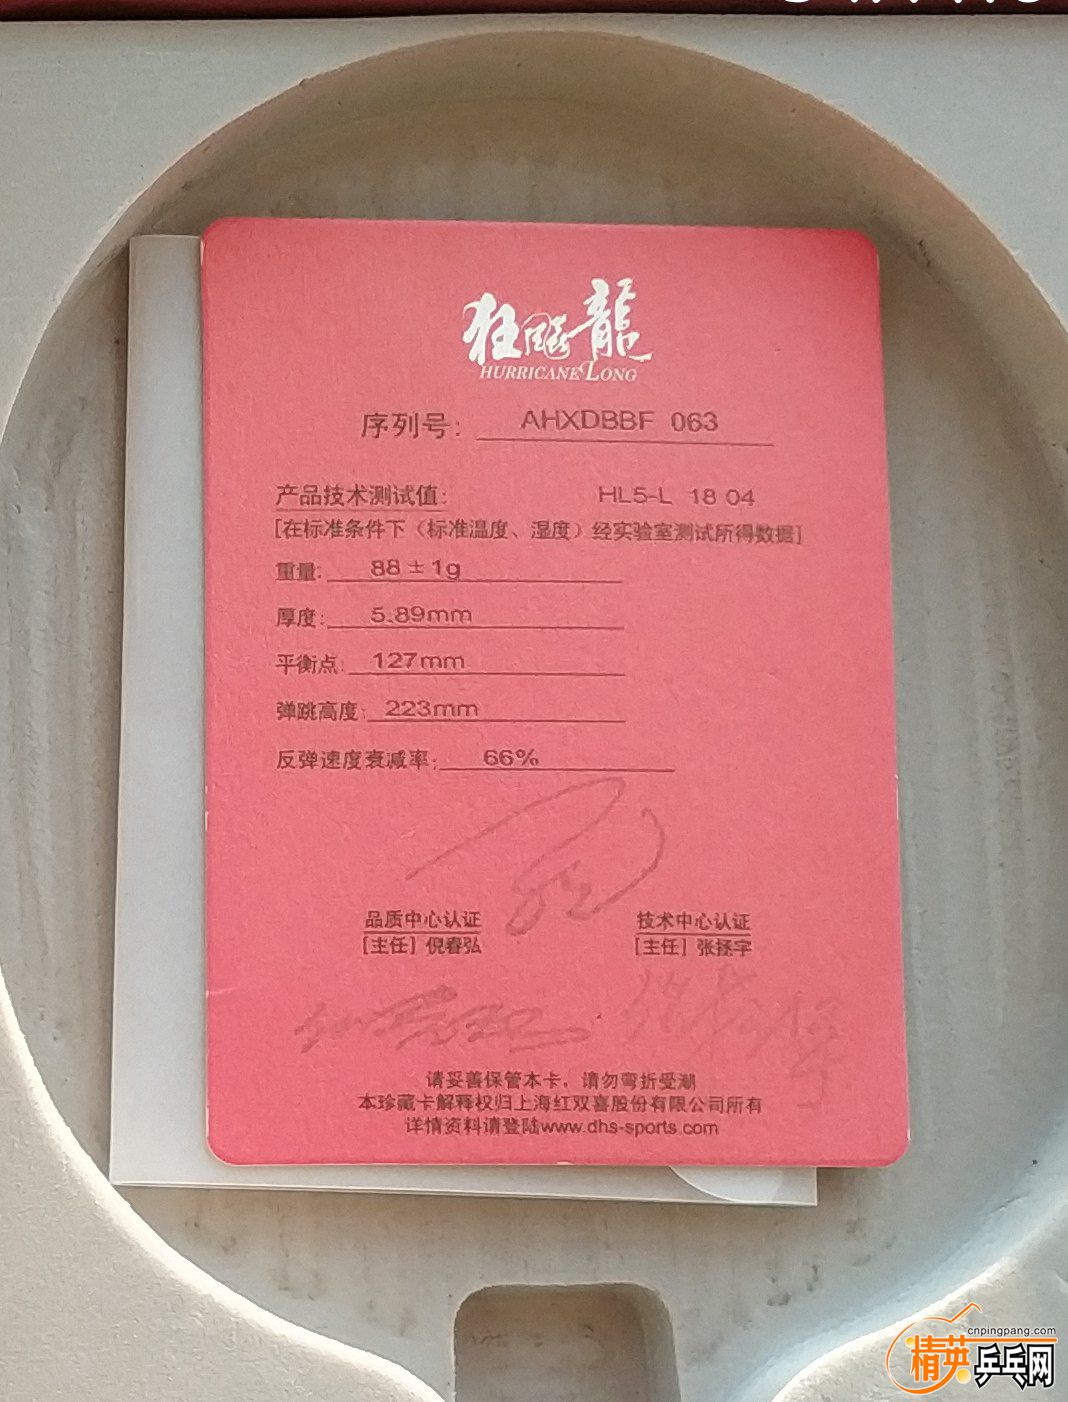 狂飚龍
HURRICANE LONG
序列号: AHXDBBF 063
产品技术测试值: HL5-L 18 04
[在标准条件下（标准温度、湿度）经实验室测试所得数据]
重量: 88±1g
厚度: 5.89mm
平衡点: 127mm
弹跳高度: 223mm
反弹速度衰减率: 66%
品质中心认证 技术中心认证
[主任] 倪春弘 [主任] 张拯宇
请妥善保管本卡，请勿弯折受潮
本珍藏卡解释权归上海红双喜股份有限公司所有
详情资料请登陆www.dhs-sports.com
cnpingpang.com
精英乒乓网